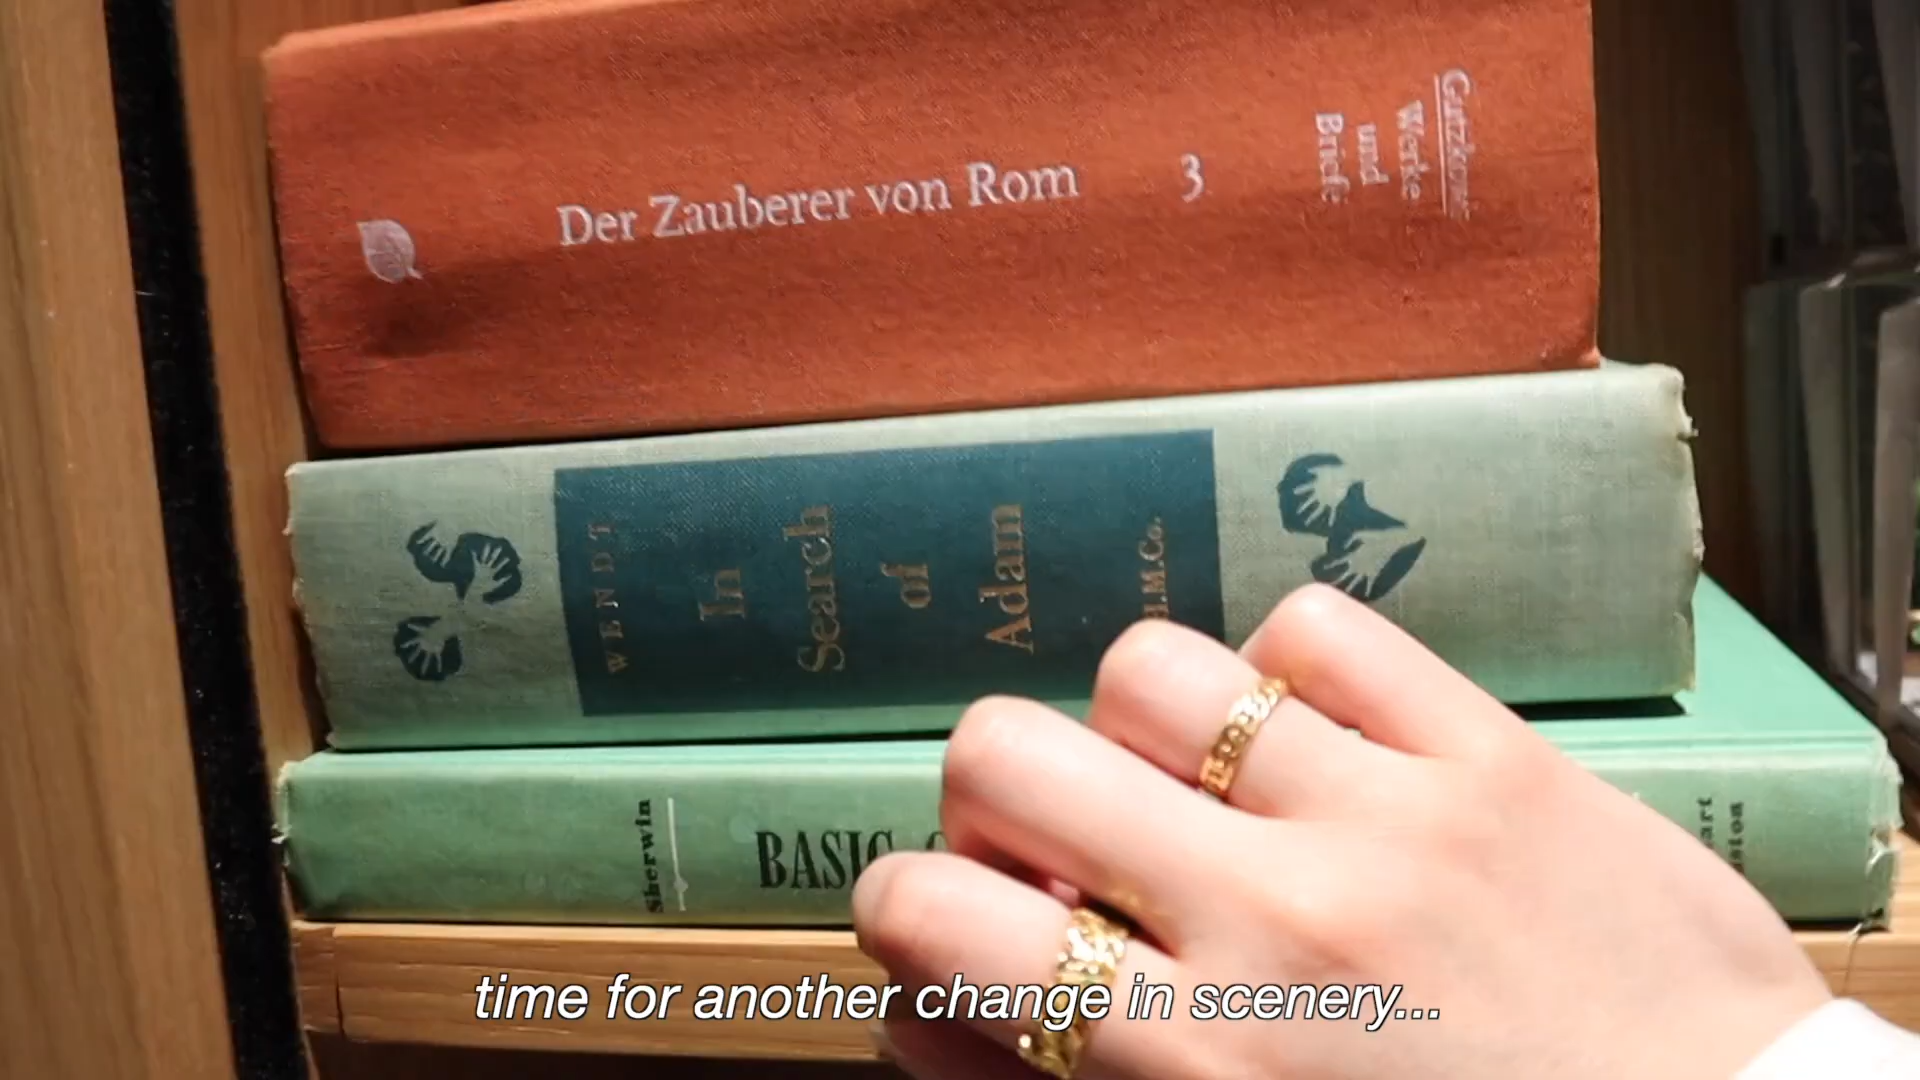 Der Zauberer von Rom
3
Gutzkows
Werke
und
Briefe
WENDT
In
Search
of
Adam
H.M.Co.
Sherwin
BASIC
time for another change in scenery...